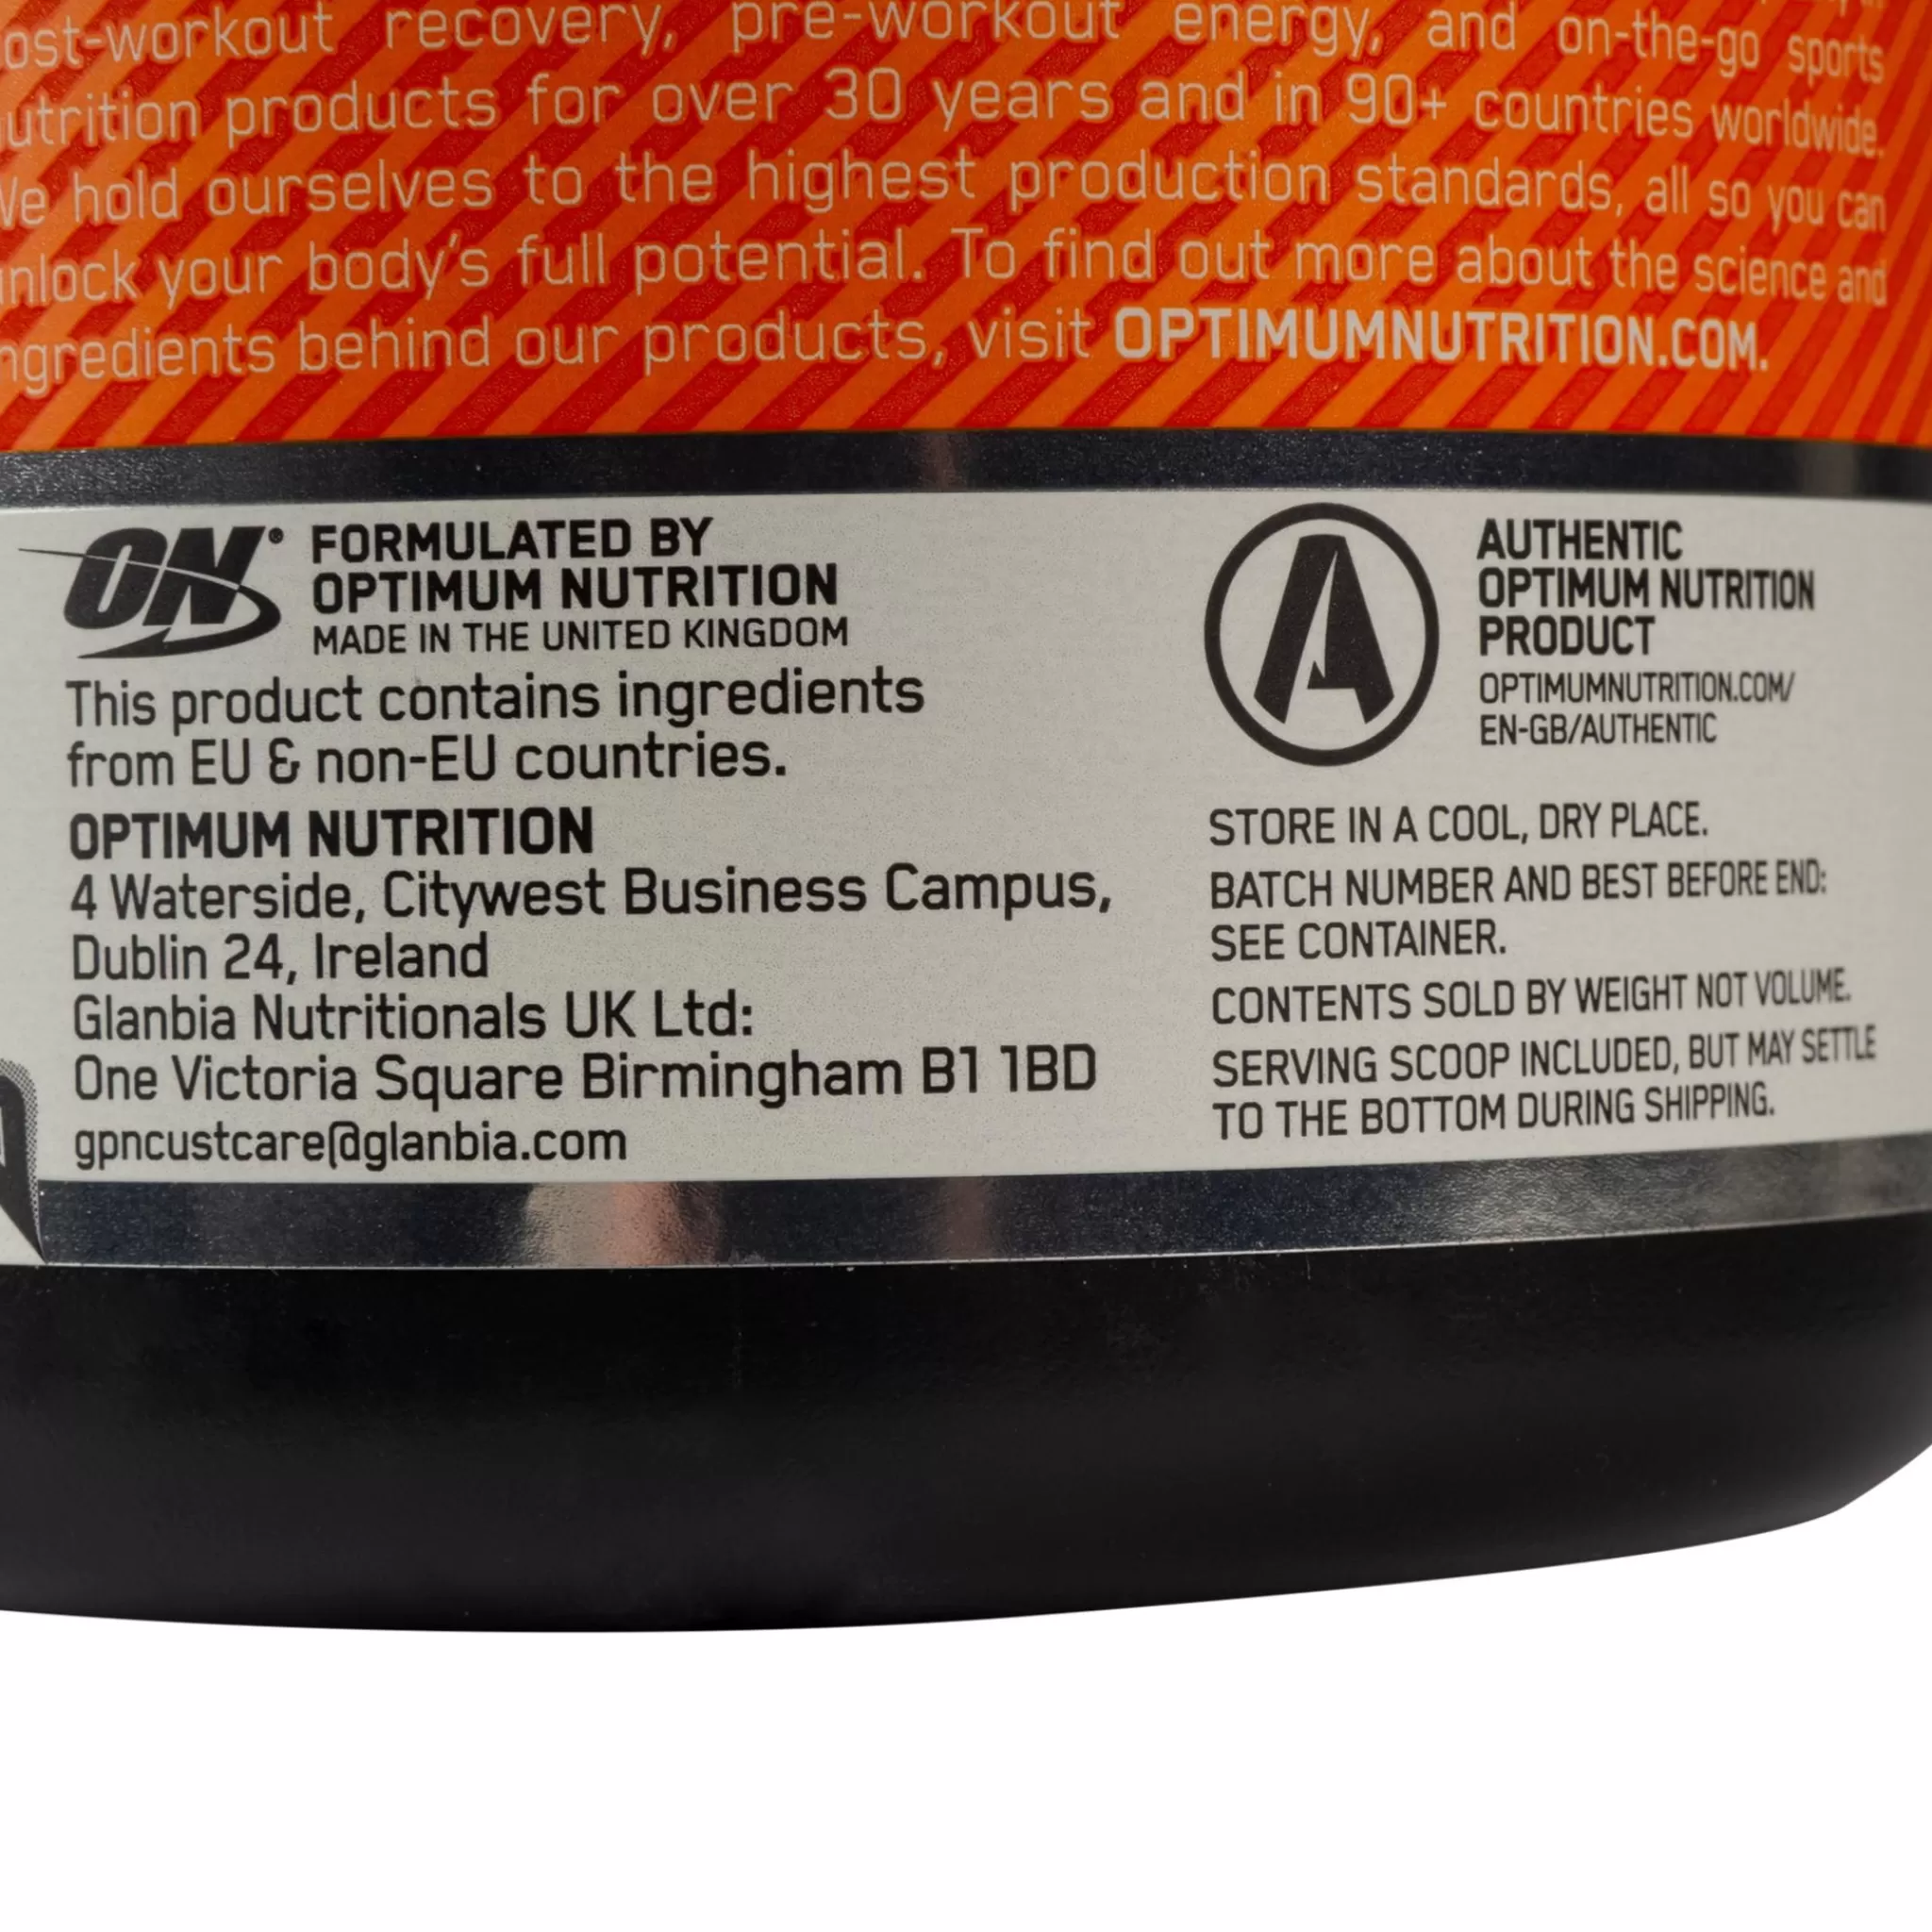 ost-workout recovery, pre-workout energy, and on-the-go sports
utrition products for over 30 years and in 90+ countries worldwide.
We hold ourselves to the highest production standards, all so you can
nlock your body's full potential. To find out more about the science and
ngredients behind our products, visit OPTIMUMNUTRITION.COM.
ON®
FORMULATED BY
OPTIMUM NUTRITION
MADE IN THE UNITED KINGDOM
This product contains ingredients
from EU & non-EU countries.
OPTIMUM NUTRITION
4 Waterside, Citywest Business Campus,
Dublin 24, Ireland
Glanbia Nutritionals UK Ltd:
One Victoria Square Birmingham B1 1BD
gpncustcare@glanbia.com
A
AUTHENTIC
OPTIMUM NUTRITION
PRODUCT
OPTIMUMNUTRITION.COM/
EN-GB/AUTHENTIC
STORE IN A COOL, DRY PLACE.
BATCH NUMBER AND BEST BEFORE END:
SEE CONTAINER.
CONTENTS SOLD BY WEIGHT NOT VOLUME.
SERVING SCOOP INCLUDED, BUT MAY SETTLE
TO THE BOTTOM DURING SHIPPING.